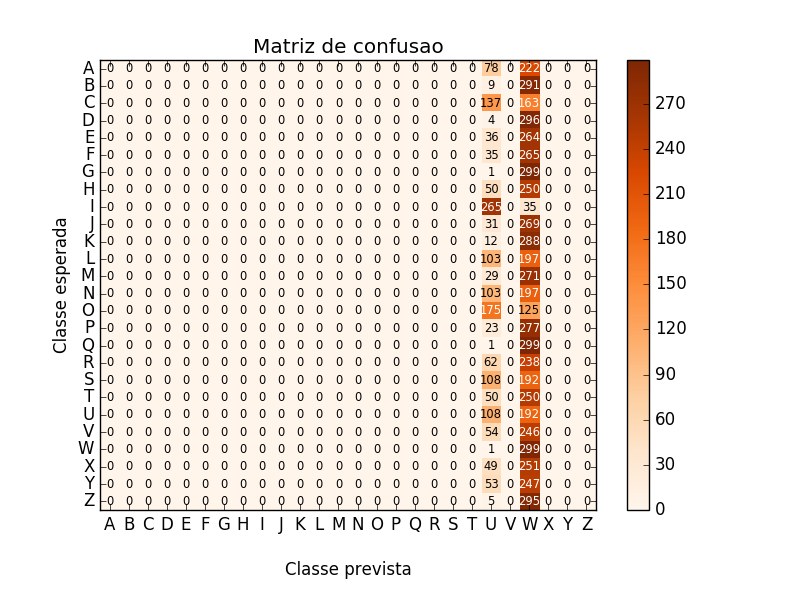 Matriz de confusao
A 0 0 0 0 0 0 0 0 0 0 0 0 0 0 0 0 0 0 0 0 78 0 222 0 0 0
B 0 0 0 0 0 0 0 0 0 0 0 0 0 0 0 0 0 0 0 0 9 0 291 0 0 0
C 0 0 0 0 0 0 0 0 0 0 0 0 0 0 0 0 0 0 0 0 137 0 163 0 0 0
D 0 0 0 0 0 0 0 0 0 0 0 0 0 0 0 0 0 0 0 0 4 0 296 0 0 0
E 0 0 0 0 0 0 0 0 0 0 0 0 0 0 0 0 0 0 0 0 36 0 264 0 0 0
F 0 0 0 0 0 0 0 0 0 0 0 0 0 0 0 0 0 0 0 0 35 0 265 0 0 0
G 0 0 0 0 0 0 0 0 0 0 0 0 0 0 0 0 0 0 0 0 1 0 299 0 0 0
H 0 0 0 0 0 0 0 0 0 0 0 0 0 0 0 0 0 0 0 0 50 0 250 0 0 0
I 0 0 0 0 0 0 0 0 0 0 0 0 0 0 0 0 0 0 0 0 265 0 35 0 0 0
J 0 0 0 0 0 0 0 0 0 0 0 0 0 0 0 0 0 0 0 0 31 0 269 0 0 0
K 0 0 0 0 0 0 0 0 0 0 0 0 0 0 0 0 0 0 0 0 12 0 288 0 0 0
L 0 0 0 0 0 0 0 0 0 0 0 0 0 0 0 0 0 0 0 0 103 0 197 0 0 0
M 0 0 0 0 0 0 0 0 0 0 0 0 0 0 0 0 0 0 0 0 29 0 271 0 0 0
N 0 0 0 0 0 0 0 0 0 0 0 0 0 0 0 0 0 0 0 0 103 0 197 0 0 0
O 0 0 0 0 0 0 0 0 0 0 0 0 0 0 0 0 0 0 0 0 175 0 125 0 0 0
P 0 0 0 0 0 0 0 0 0 0 0 0 0 0 0 0 0 0 0 0 23 0 277 0 0 0
Q 0 0 0 0 0 0 0 0 0 0 0 0 0 0 0 0 0 0 0 0 1 0 299 0 0 0
R 0 0 0 0 0 0 0 0 0 0 0 0 0 0 0 0 0 0 0 0 62 0 238 0 0 0
S 0 0 0 0 0 0 0 0 0 0 0 0 0 0 0 0 0 0 0 0 108 0 192 0 0 0
T 0 0 0 0 0 0 0 0 0 0 0 0 0 0 0 0 0 0 0 0 50 0 250 0 0 0
U 0 0 0 0 0 0 0 0 0 0 0 0 0 0 0 0 0 0 0 0 108 0 192 0 0 0
V 0 0 0 0 0 0 0 0 0 0 0 0 0 0 0 0 0 0 0 0 54 0 246 0 0 0
W 0 0 0 0 0 0 0 0 0 0 0 0 0 0 0 0 0 0 0 0 1 0 299 0 0 0
X 0 0 0 0 0 0 0 0 0 0 0 0 0 0 0 0 0 0 0 0 49 0 251 0 0 0
Y 0 0 0 0 0 0 0 0 0 0 0 0 0 0 0 0 0 0 0 0 53 0 247 0 0 0
Z 0 0 0 0 0 0 0 0 0 0 0 0 0 0 0 0 0 0 0 0 5 0 295 0 0 0
A B C D E F G H I J K L M N O P Q R S T U V W X Y Z
Classe prevista
Classe esperada
270
240
210
180
150
120
90
60
30
0